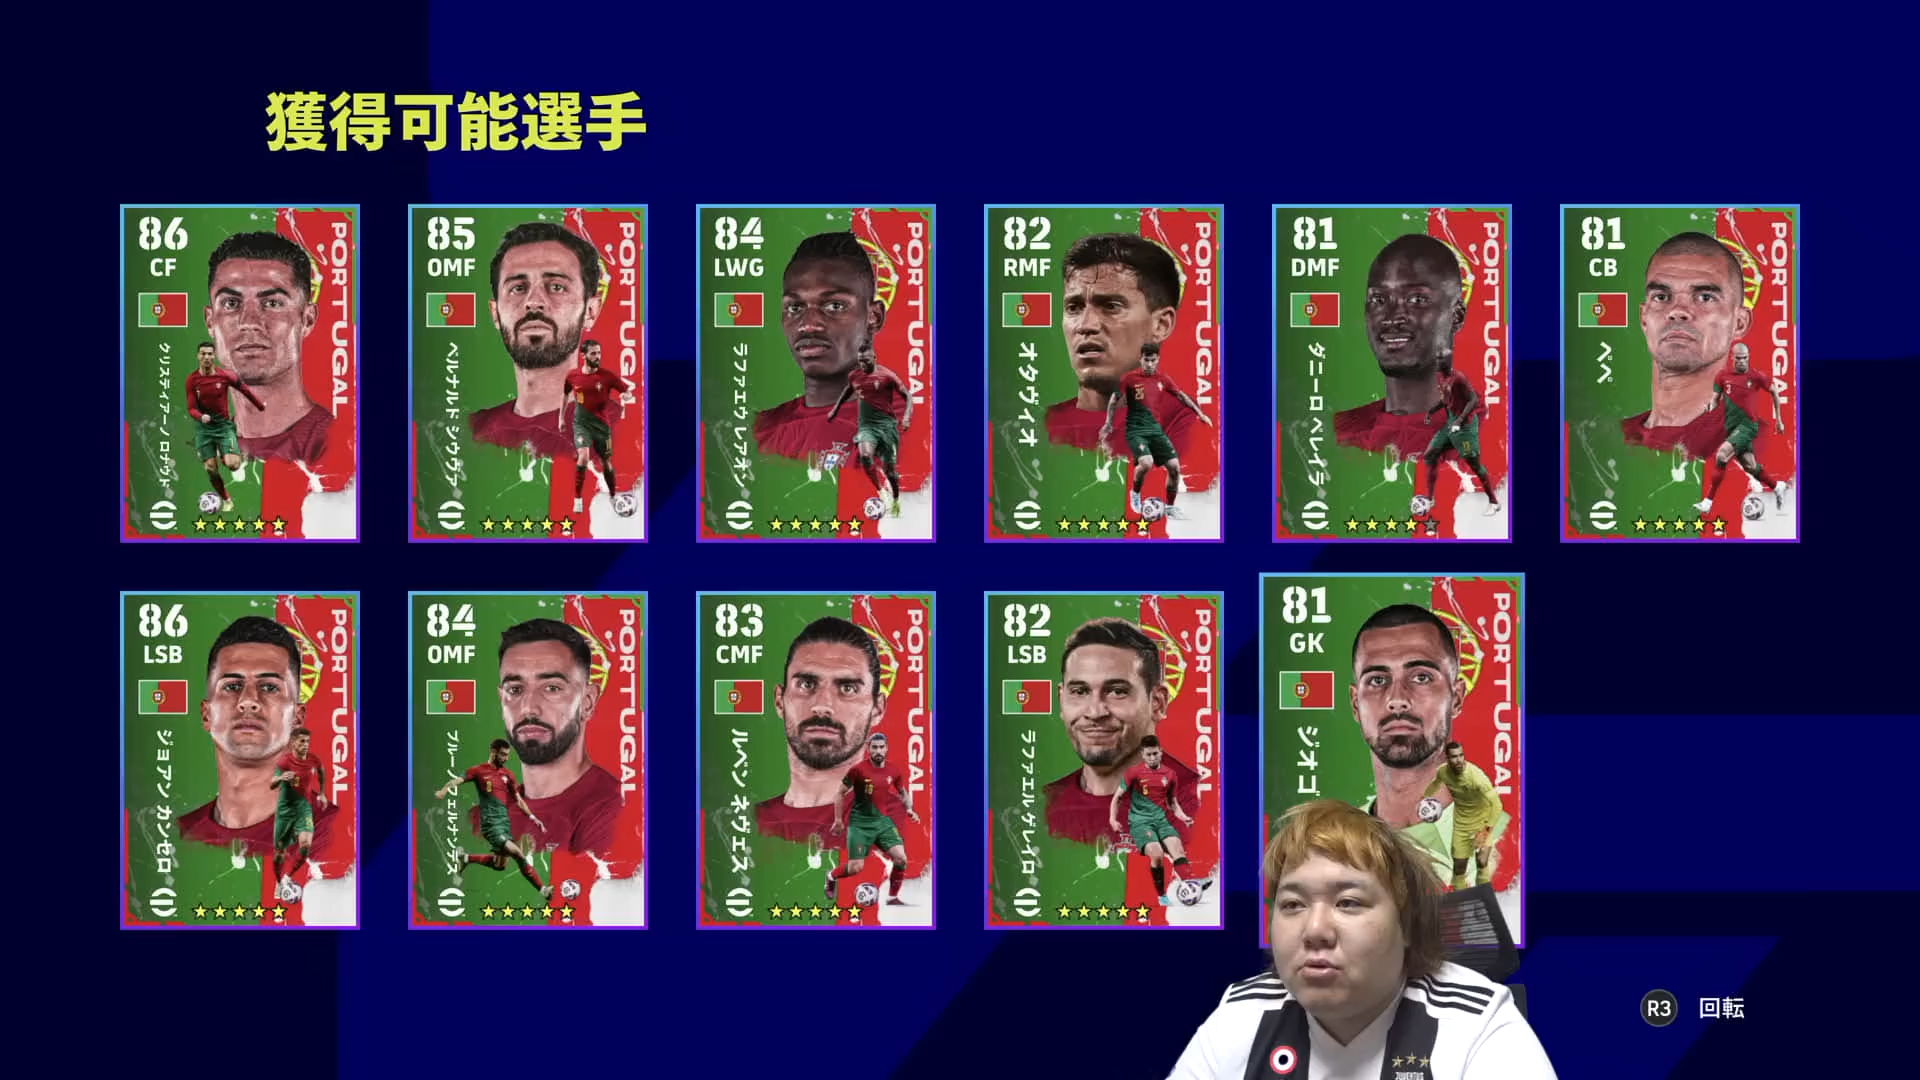 獲得可能選手
86
CF
PORTUGAL
クリスティアーノ ロナウド
85
OMF
PORTUGAL
ベルナルド シウヴァ
84
LWG
PORTUGAL
ラファエウ レアオン
82
RMF
PORTUGAL
オタヴィオ
81
DMF
PORTUGAL
ダニーロ ペレイラ
81
CB
PORTUGAL
ペペ
86
LSB
PORTUGAL
ジョアン カンセロ
84
OMF
PORTUGAL
ブルーノ フェルナンデス
83
CMF
PORTUGAL
ルベン ネヴェス
82
LSB
PORTUGAL
ラファエル ゲレイロ
81
GK
PORTUGAL
ジオゴ
R3 回転
JUVENTUS